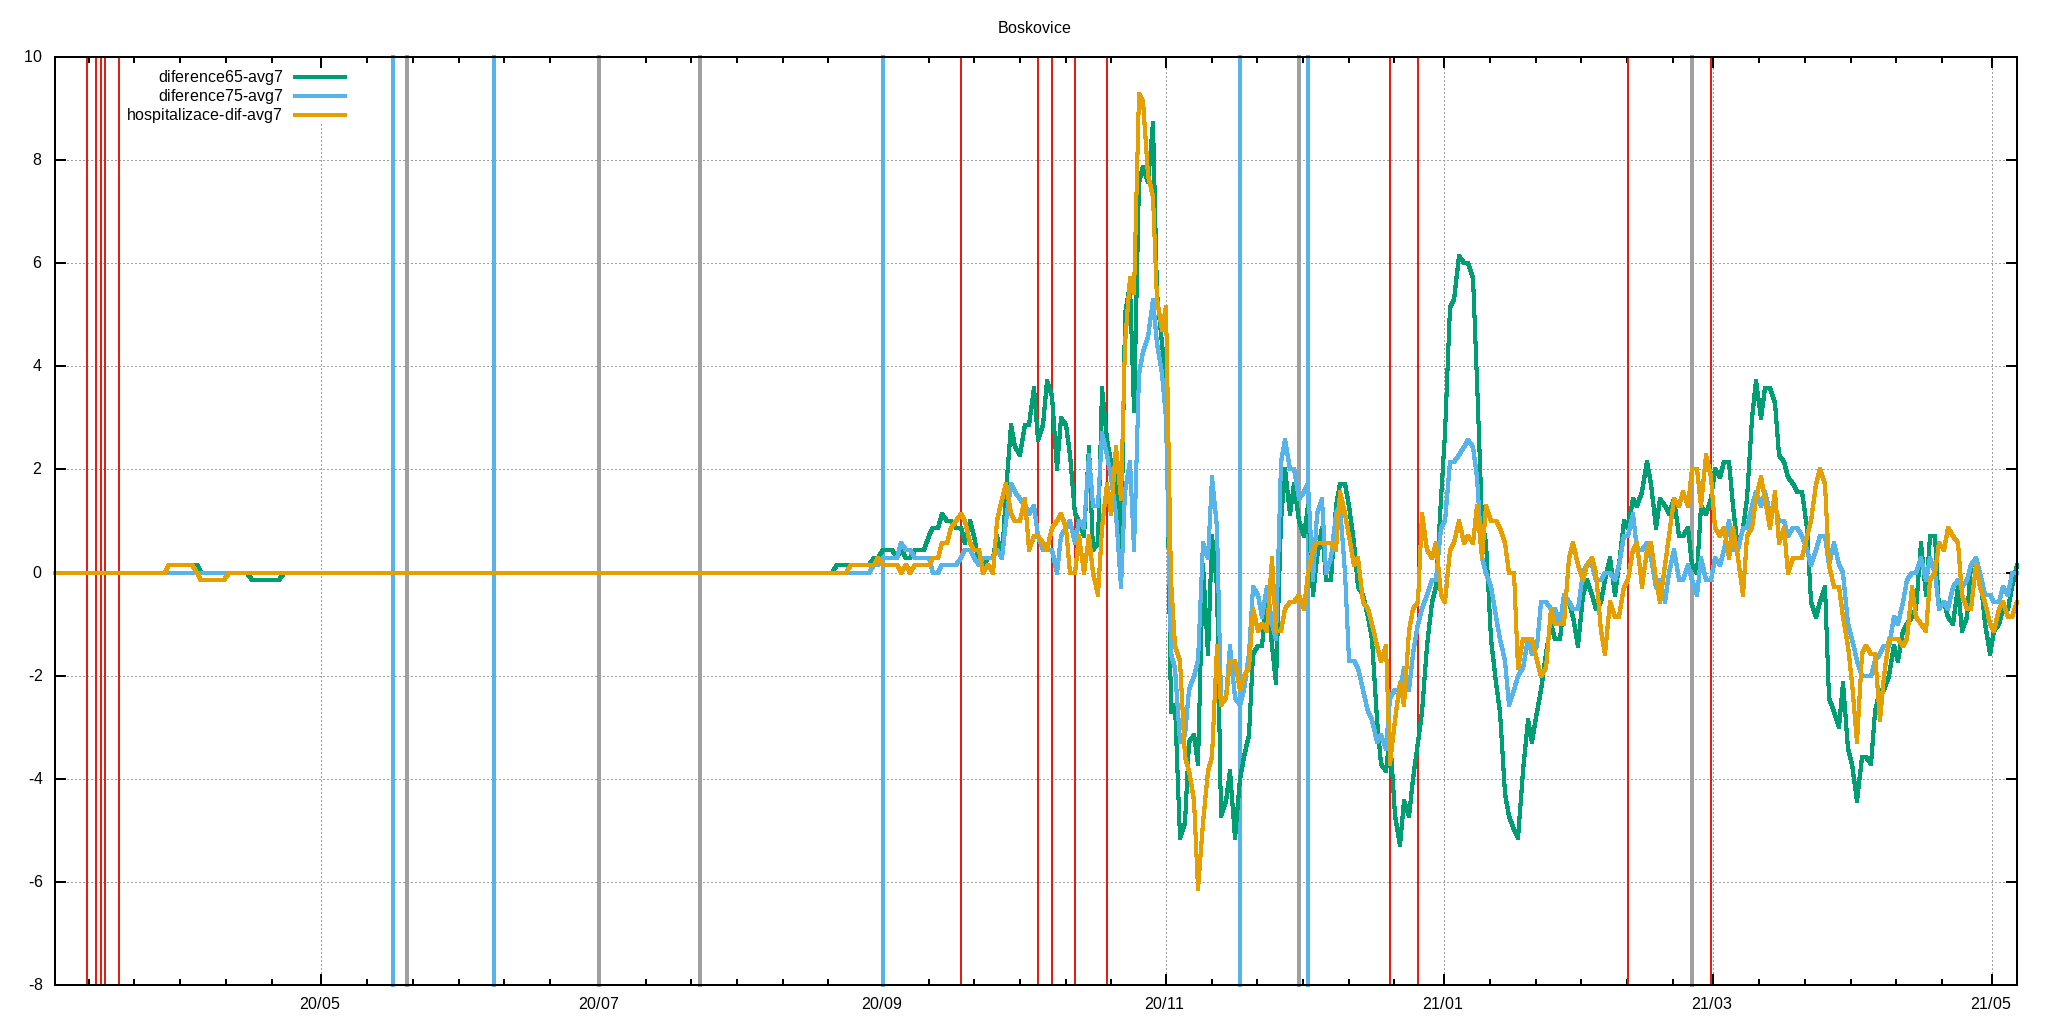 Boskovice
diference65-avg7
diference75-avg7
hospitalizace-dif-avg7
10
8
6
4
2
0
-2
-4
-6
-8
20/05 20/07 20/09 20/11 21/01 21/03 21/05